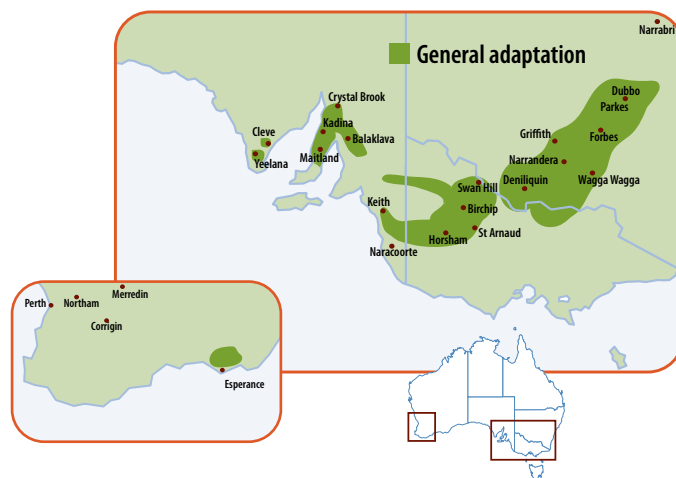 Narrabri
General adaptation
Dubbo
Parkes
Crystal Brook
Kadina
Cleve
Balaklava
Griffith
Forbes
Maitland
Yeelana
Narrandera
Swan Hill
Deniliquin
Wagga Wagga
Keith
Birchip
St Arnaud
Horsham
Naracoorte
Merredin
Perth
Northam
Corrigin
Esperance